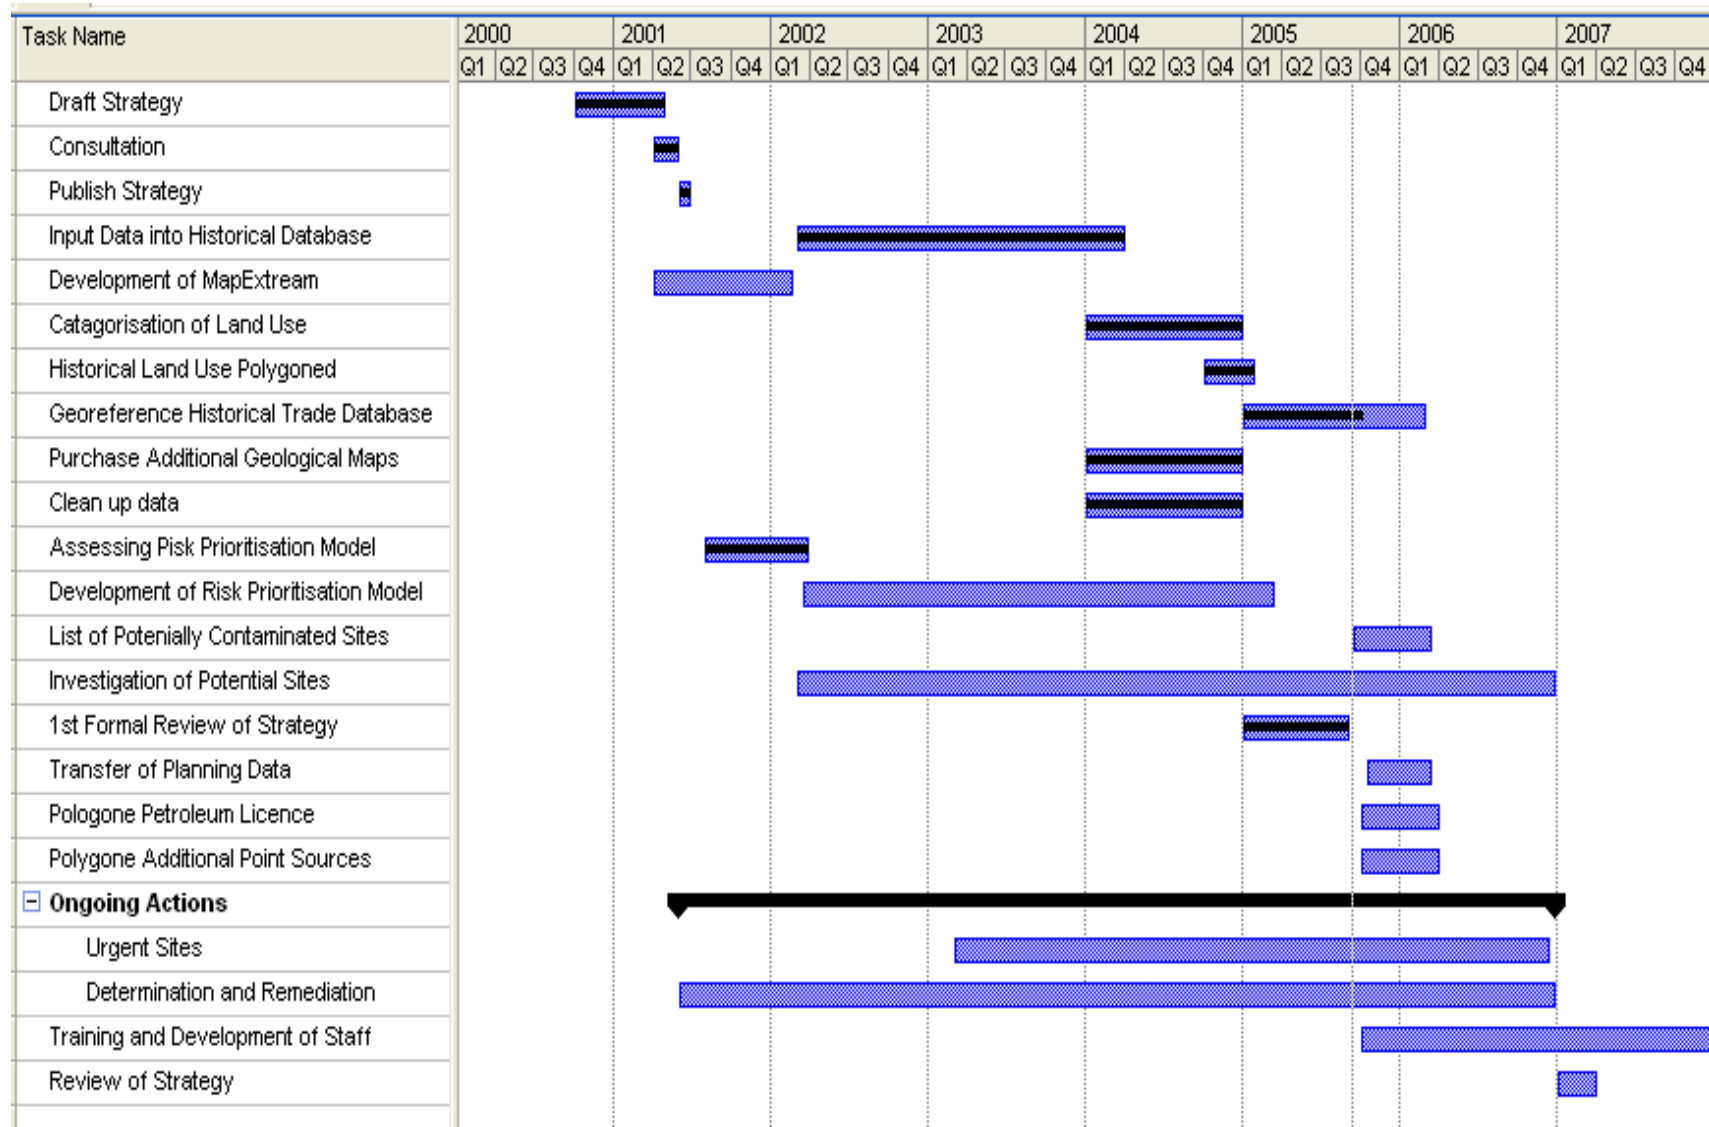 Task Name
2000 2001 2002 2003 2004 2005 2006 2007
Q1 Q2 Q3 Q4 Q1 Q2 Q3 Q4 Q1 Q2 Q3 Q4 Q1 Q2 Q3 Q4 Q1 Q2 Q3 Q4 Q1 Q2 Q3 Q4 Q1 Q2 Q3 Q4 Q1 Q2 Q3 Q4
Draft Strategy
Consultation
Publish Strategy
Input Data into Historical Database
Development of MapExtream
Catagorisation of Land Use
Historical Land Use Polygoned
Georeference Historical Trade Database
Purchase Additional Geological Maps
Clean up data
Assessing Pisk Prioritisation Model
Development of Risk Prioritisation Model
List of Potenially Contaminated Sites
Investigation of Potential Sites
1st Formal Review of Strategy
Transfer of Planning Data
Pologone Petroleum Licence
Polygone Additional Point Sources
Ongoing Actions
Urgent Sites
Determination and Remediation
Training and Development of Staff
Review of Strategy